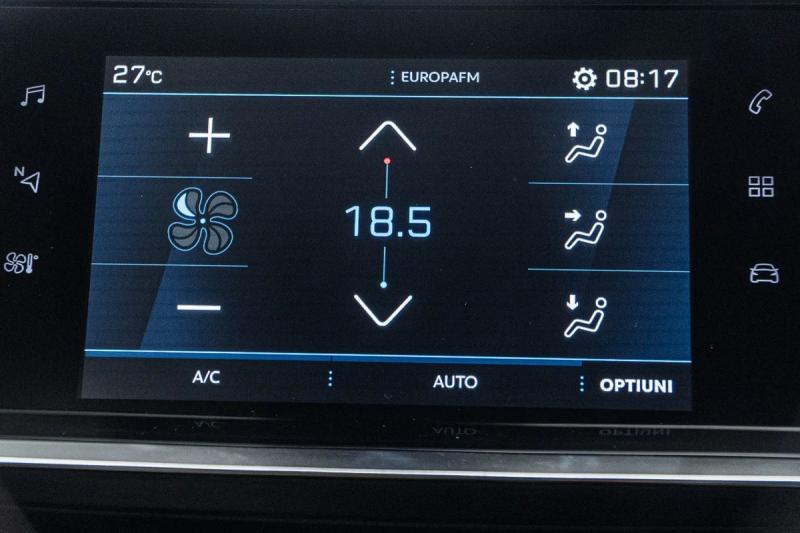 27°C
EUROPAFM
08:17
N
18.5
A/C
AUTO
OPTIUNI